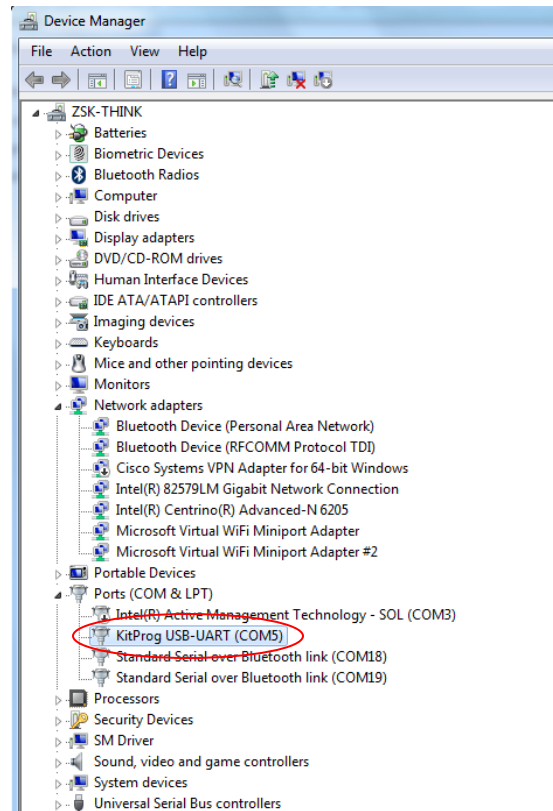 Device Manager
File Action View Help
ZSK-THINK
Batteries
Biometric Devices
Bluetooth Radios
Computer
Disk drives
Display adapters
DVD/CD-ROM drives
Human Interface Devices
IDE ATA/ATAPI controllers
Imaging devices
Keyboards
Mice and other pointing devices
Monitors
Network adapters
Bluetooth Device (Personal Area Network)
Bluetooth Device (RFCOMM Protocol TDI)
Cisco Systems VPN Adapter for 64-bit Windows
Intel(R) 82579LM Gigabit Network Connection
Intel(R) Centrino(R) Advanced-N 6205
Microsoft Virtual WiFi Miniport Adapter
Microsoft Virtual WiFi Miniport Adapter #2
Portable Devices
Ports (COM & LPT)
Intel(R) Active Management Technology - SOL (COM3)
KitProg USB-UART (COM5)
Standard Serial over Bluetooth link (COM18)
Standard Serial over Bluetooth link (COM19)
Processors
Security Devices
SM Driver
Sound, video and game controllers
System devices
Universal Serial Bus controllers